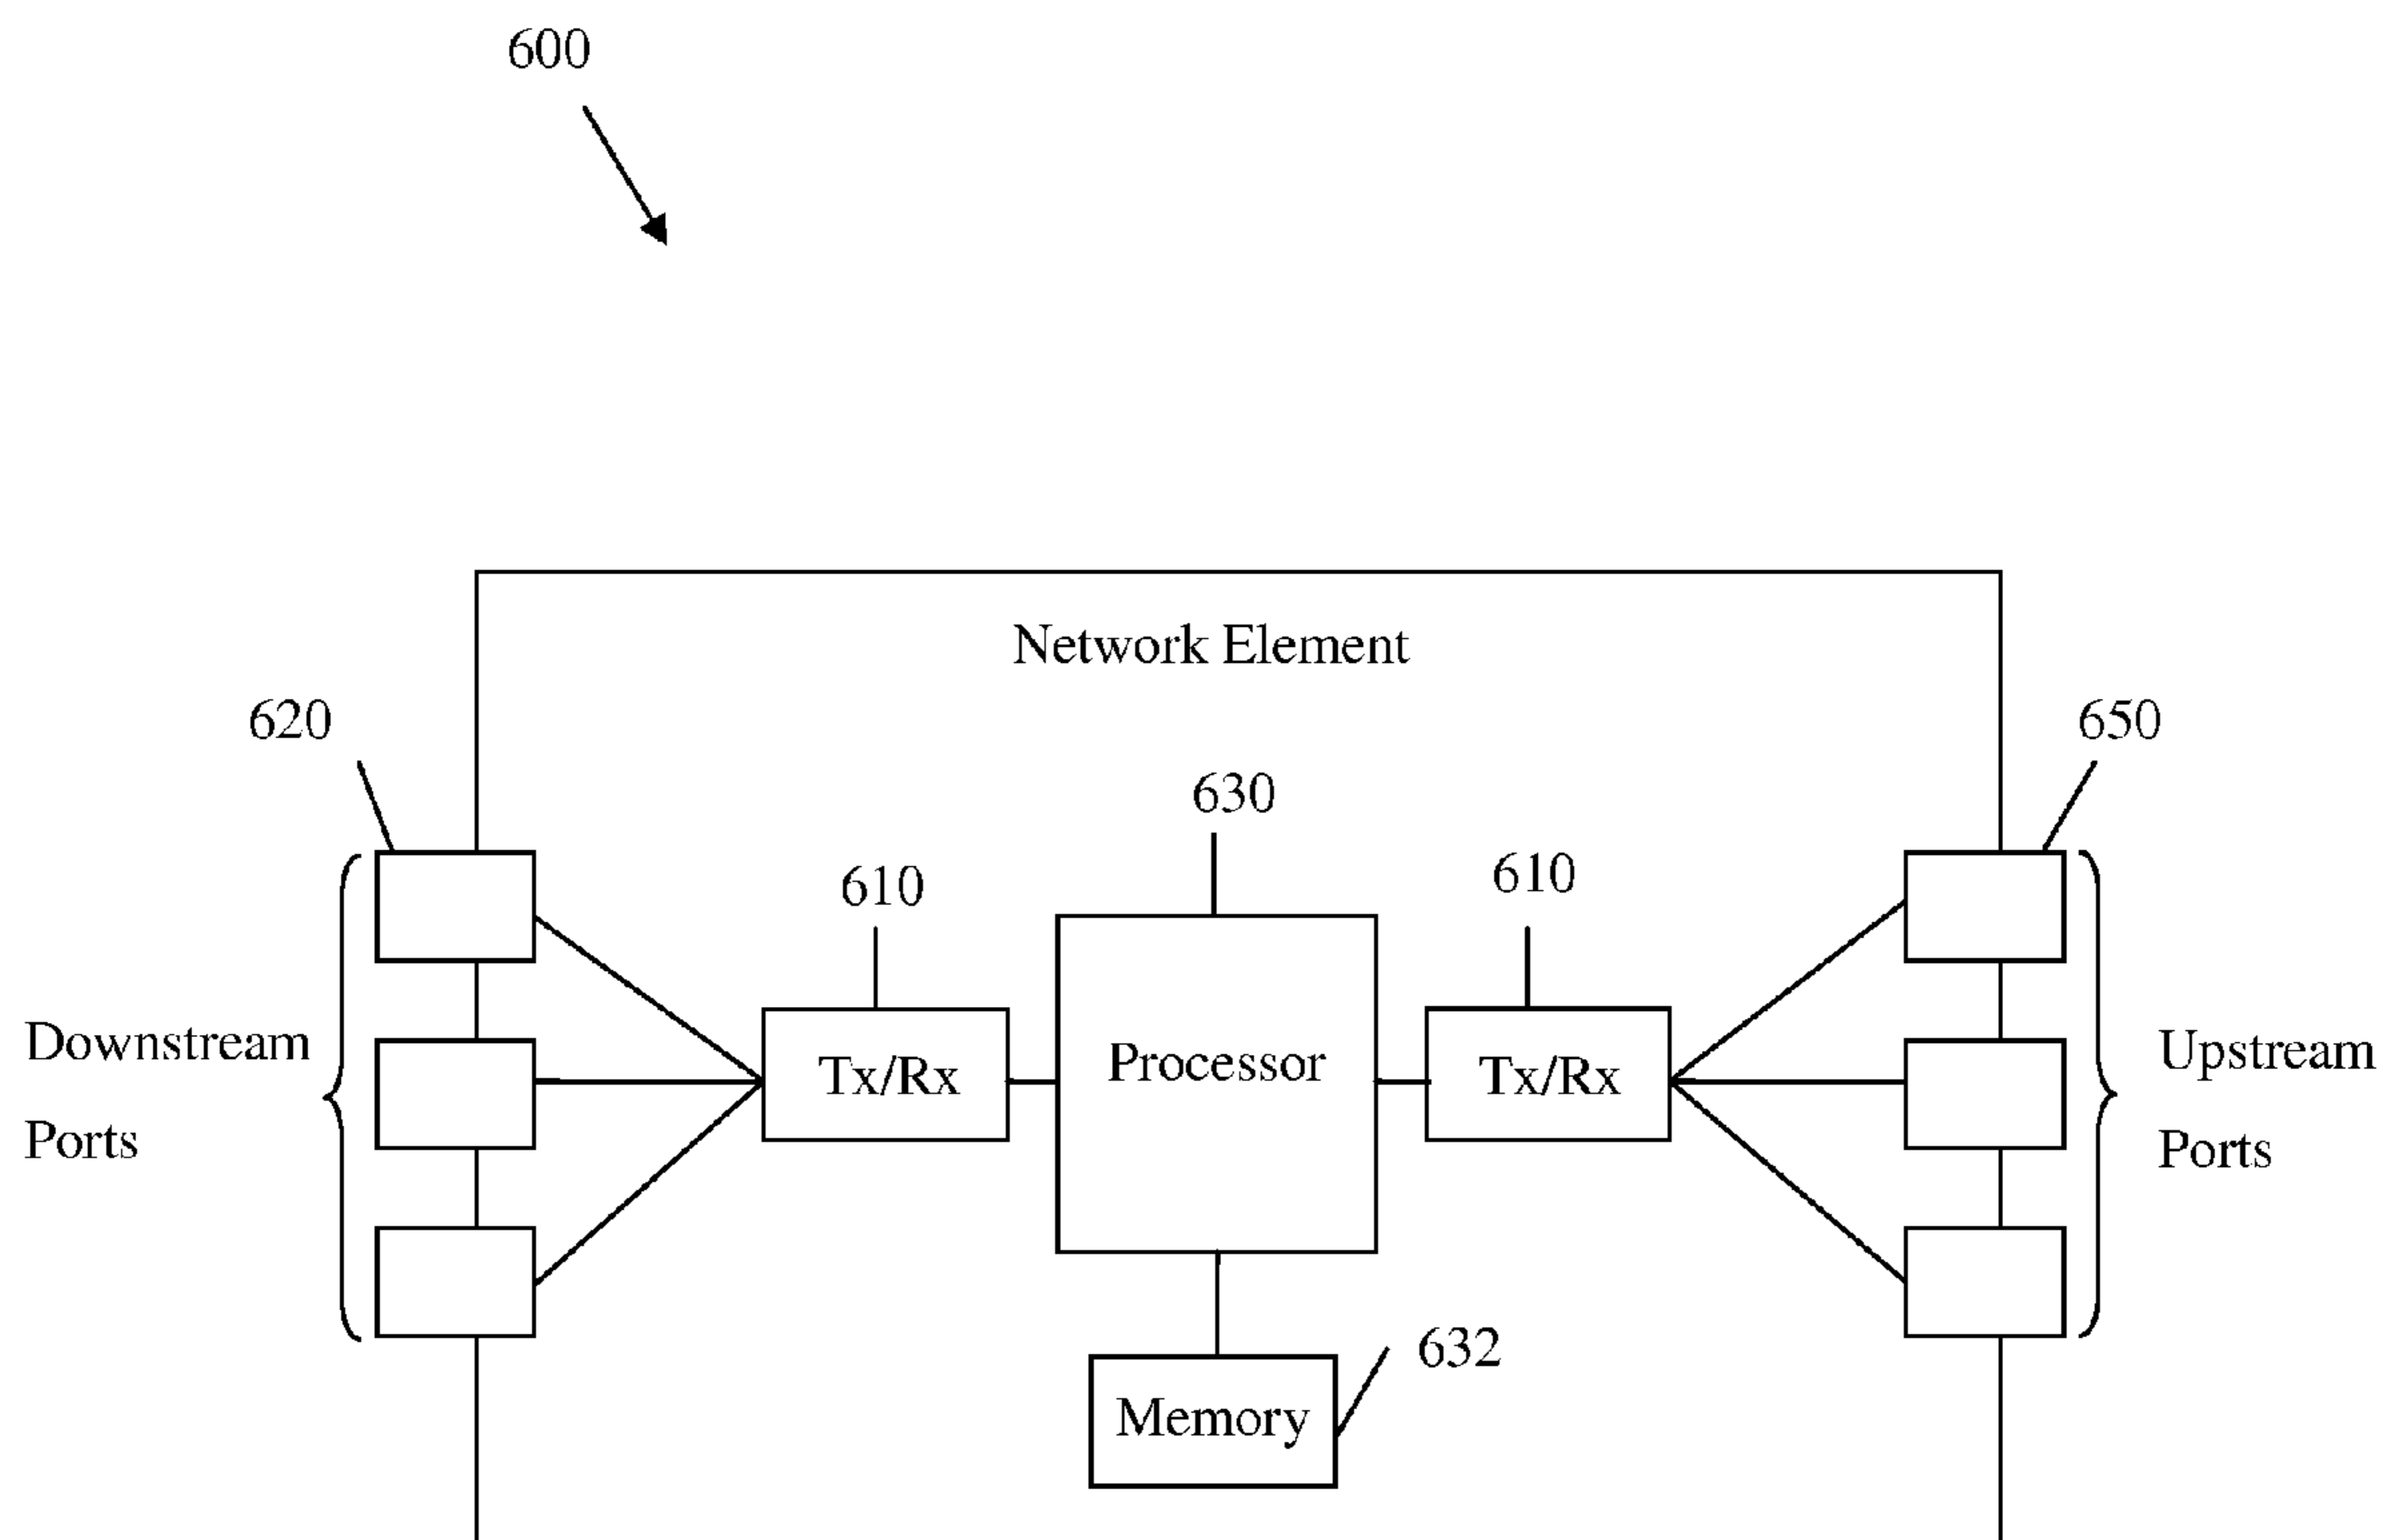 600
Network Element
620
650
630
610
610
Downstream
Ports
Tx/Rx
Processor
Tx/Rx
Upstream
Ports
632
Memory